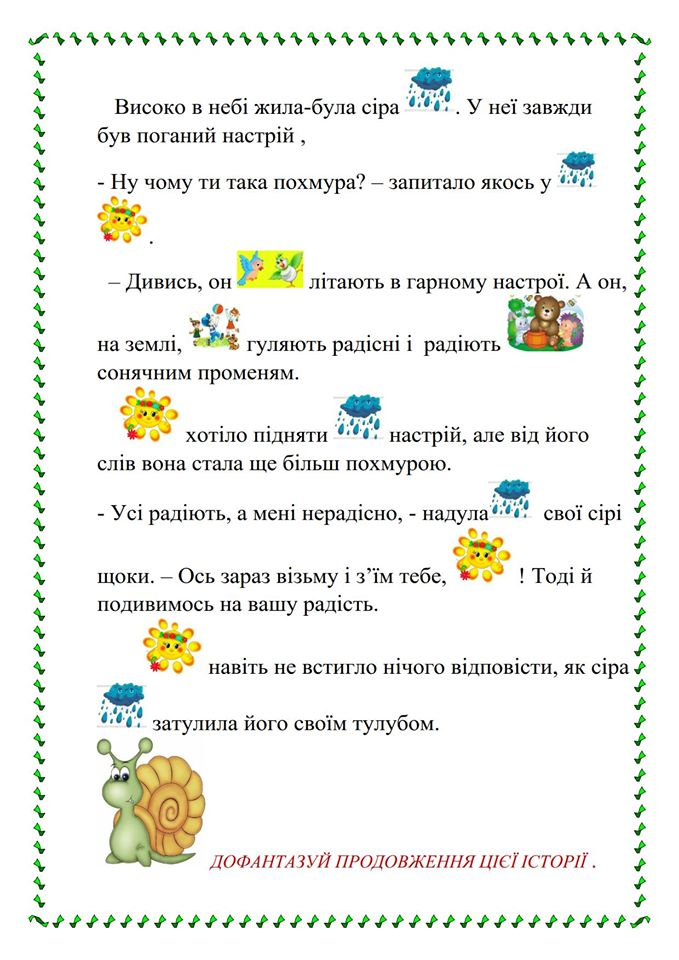 Високо в небі жила-була сіра . У неї завжди
був поганий настрій ,
- Ну чому ти така похмура? – запитало якось у
.
– Дивись, он літають в гарному настрої. А он,
на землі, гуляють радісні і радіють
сонячним променям.
хотіло підняти настрій, але від його
слів вона стала ще більш похмурою.
- Усі радіють, а мені нерадісно, - надула свої сірі
щоки. – Ось зараз візьму і з’їм тебе, ! Тоді й
подивимось на вашу радість.
навіть не встигло нічого відповісти, як сіра
затулила його своїм тулубом.
ДОФАНТАЗУЙ ПРОДОВЖЕННЯ ЦІЄЇ ІСТОРІЇ .